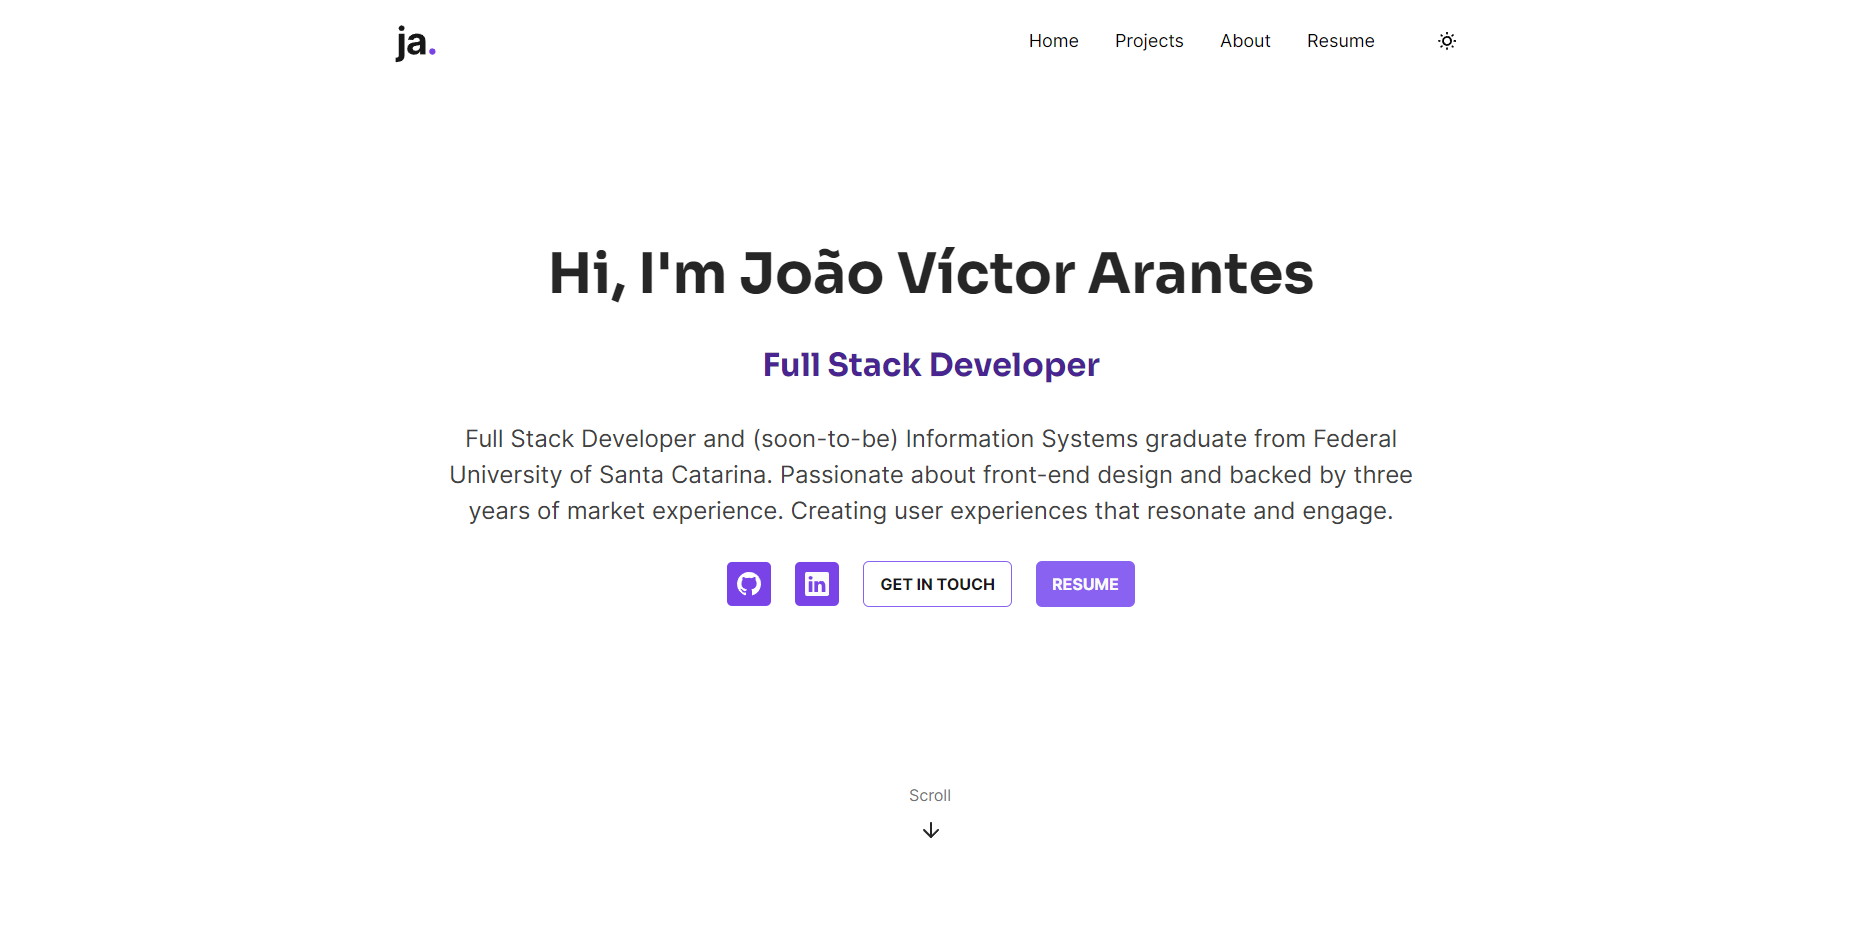 ja.
Home Projects About Resume
Hi, I'm João Víctor Arantes
Full Stack Developer
Full Stack Developer and (soon-to-be) Information Systems graduate from Federal
University of Santa Catarina. Passionate about front-end design and backed by three
years of market experience. Creating user experiences that resonate and engage.
in GET IN TOUCH RESUME
Scroll